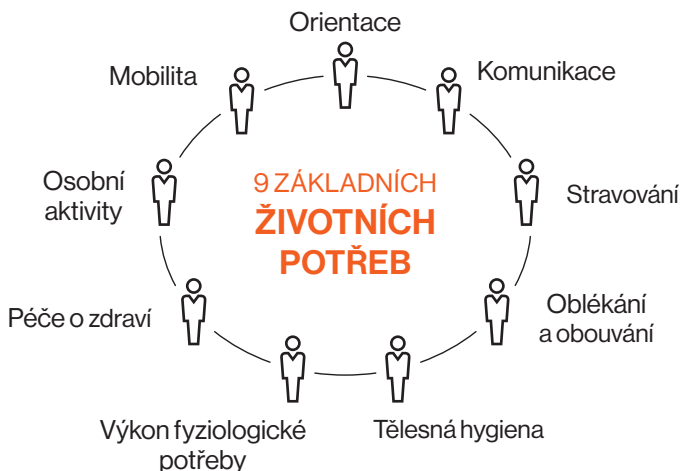 Orientace
Mobilita
Komunikace
Osobní
aktivity
9 ZÁKLADNÍCH
ŽIVOTNÍCH
POTŘEB
Stravování
Péče o zdraví
Oblékání
a obouvání
Výkon fyziologické
potřeby
Tělesná hygiena